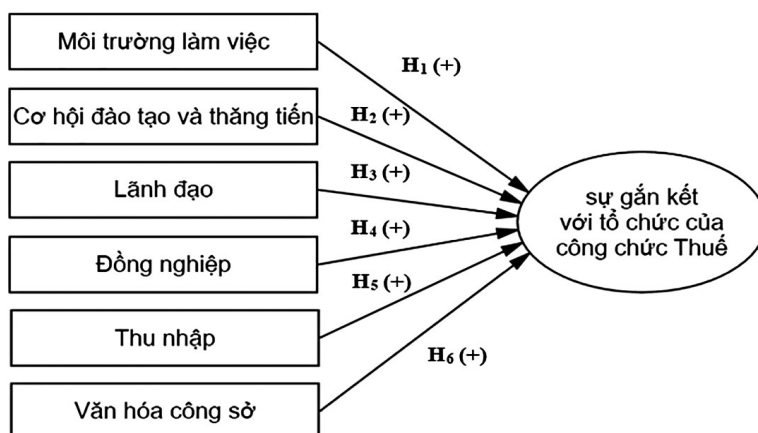 Môi trường làm việc
H₁ (+)
Cơ hội đào tạo và thăng tiến
H₂ (+)
Lãnh đạo
H₃ (+)
Đồng nghiệp
H₄ (+)
Thu nhập
H₅ (+)
Văn hóa công sở
H₆ (+)
sự gắn kết
với tổ chức của
công chức Thuế